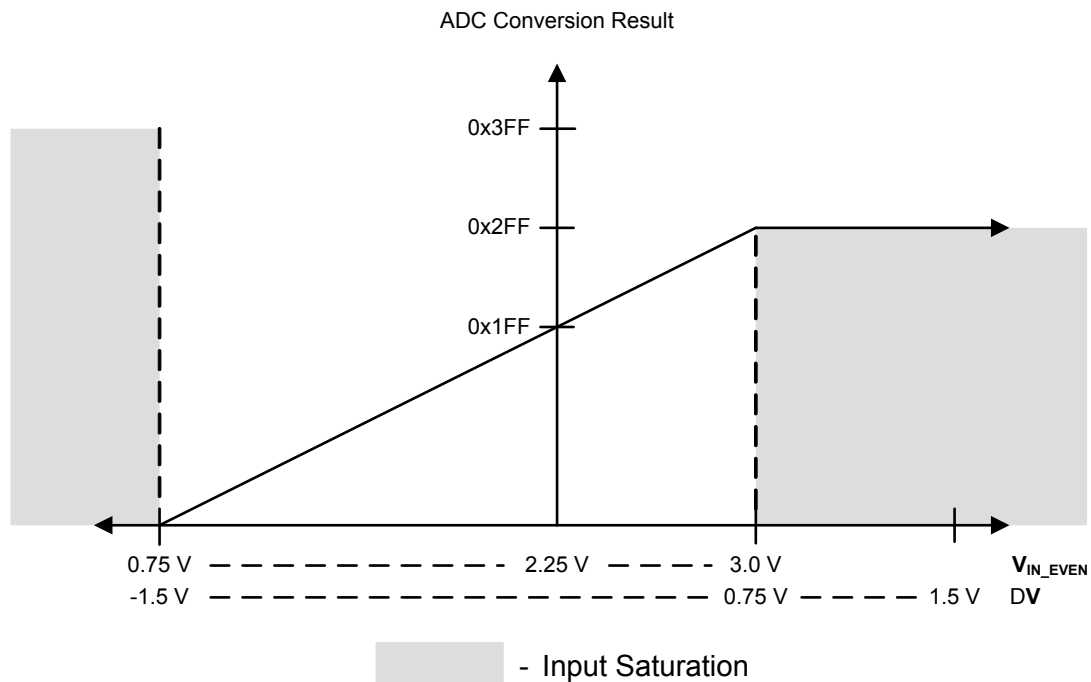 ADC Conversion Result
0x3FF
0x2FF
0x1FF
0.75 V 2.25 V 3.0 V V_IN_EVEN
-1.5 V 0.75 V 1.5 V DV
- Input Saturation